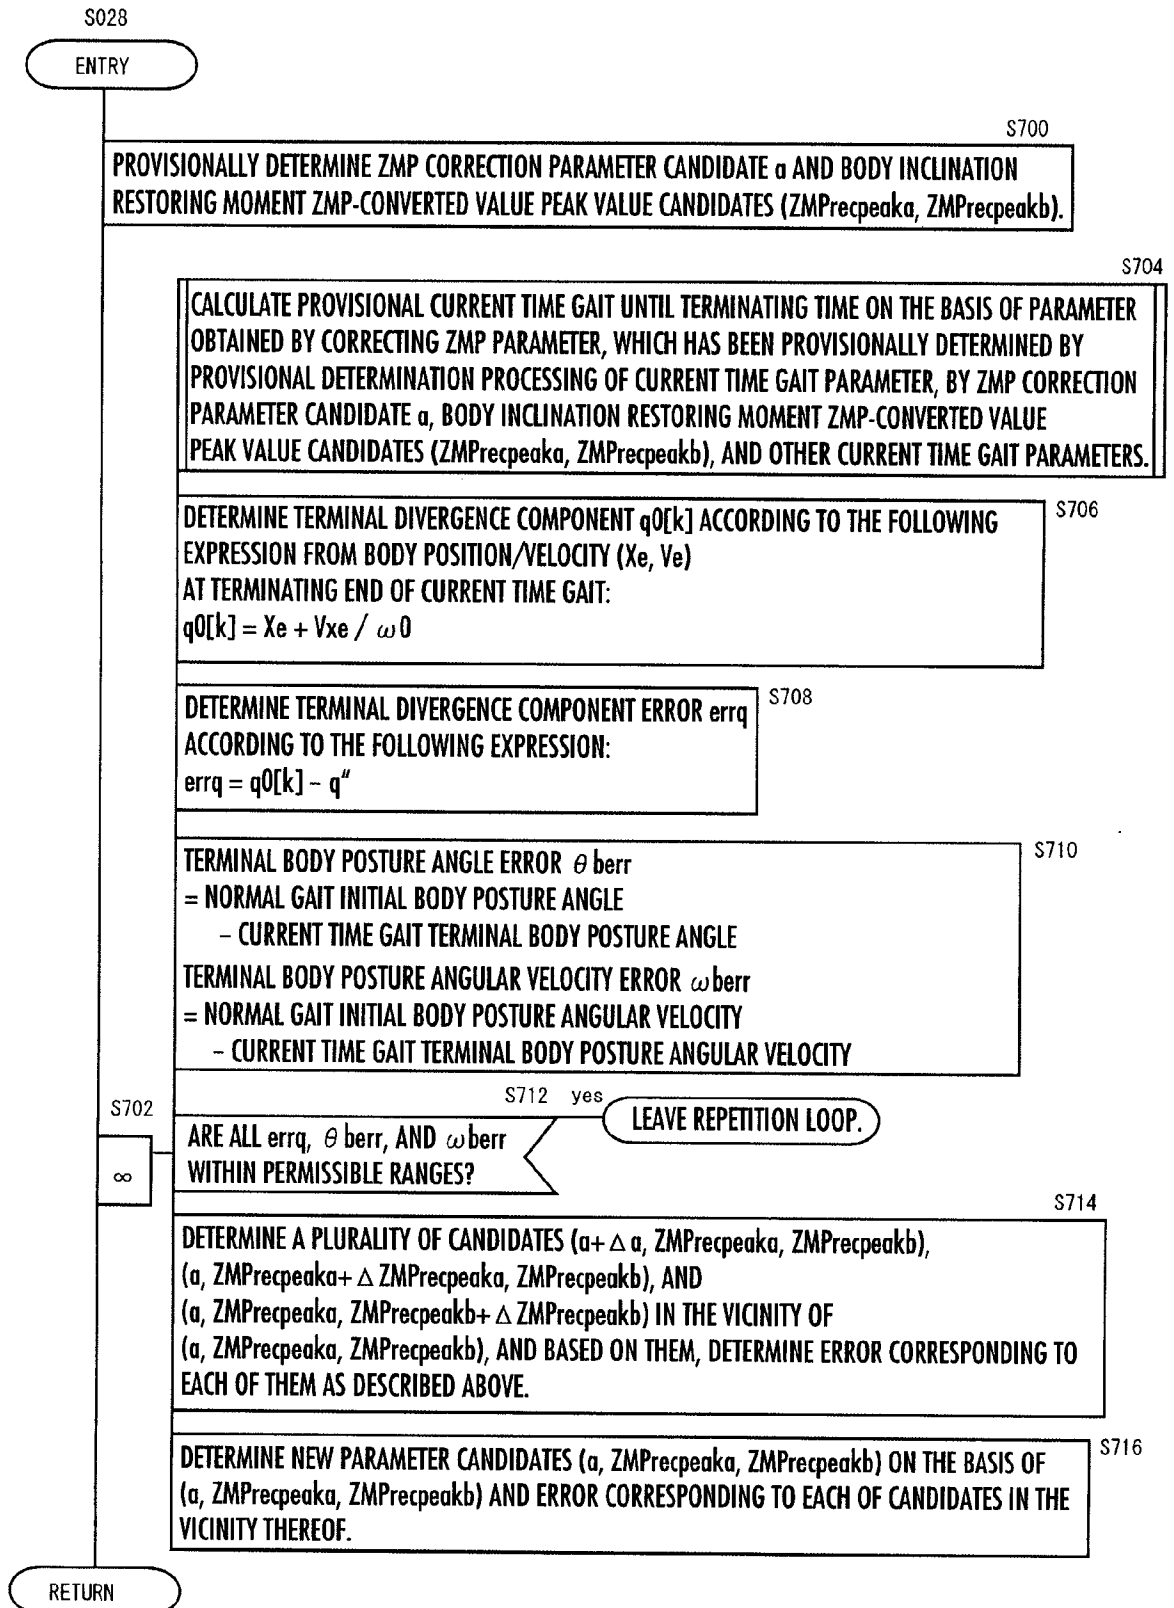 S028
ENTRY
S700
PROVISIONALLY DETERMINE ZMP CORRECTION PARAMETER CANDIDATE a AND BODY INCLINATION
RESTORING MOMENT ZMP-CONVERTED VALUE PEAK VALUE CANDIDATES (ZMPrecpeaka, ZMPrecpeakb).
S704
CALCULATE PROVISIONAL CURRENT TIME GAIT UNTIL TERMINATING TIME ON THE BASIS OF PARAMETER
OBTAINED BY CORRECTING ZMP PARAMETER, WHICH HAS BEEN PROVISIONALLY DETERMINED BY
PROVISIONAL DETERMINATION PROCESSING OF CURRENT TIME GAIT PARAMETER, BY ZMP CORRECTION
PARAMETER CANDIDATE a, BODY INCLINATION RESTORING MOMENT ZMP-CONVERTED VALUE
PEAK VALUE CANDIDATES (ZMPrecpeaka, ZMPrecpeakb), AND OTHER CURRENT TIME GAIT PARAMETERS.
S706
DETERMINE TERMINAL DIVERGENCE COMPONENT q0[k] ACCORDING TO THE FOLLOWING
EXPRESSION FROM BODY POSITION/VELOCITY (Xe, Ve)
AT TERMINATING END OF CURRENT TIME GAIT:
q0[k] = Xe + Vxe / ω0
S708
DETERMINE TERMINAL DIVERGENCE COMPONENT ERROR errq
ACCORDING TO THE FOLLOWING EXPRESSION:
errq = q0[k] – q"
S710
TERMINAL BODY POSTURE ANGLE ERROR θberr
= NORMAL GAIT INITIAL BODY POSTURE ANGLE
– CURRENT TIME GAIT TERMINAL BODY POSTURE ANGLE
TERMINAL BODY POSTURE ANGULAR VELOCITY ERROR ωberr
= NORMAL GAIT INITIAL BODY POSTURE ANGULAR VELOCITY
– CURRENT TIME GAIT TERMINAL BODY POSTURE ANGULAR VELOCITY
S702
∞
S712 yes
LEAVE REPETITION LOOP.
ARE ALL errq, θberr, AND ωberr
WITHIN PERMISSIBLE RANGES?
S714
DETERMINE A PLURALITY OF CANDIDATES (a+Δa, ZMPrecpeaka, ZMPrecpeakb),
(a, ZMPrecpeaka+ΔZMPrecpeaka, ZMPrecpeakb), AND
(a, ZMPrecpeaka, ZMPrecpeakb+ΔZMPrecpeakb) IN THE VICINITY OF
(a, ZMPrecpeaka, ZMPrecpeakb), AND BASED ON THEM, DETERMINE ERROR CORRESPONDING TO
EACH OF THEM AS DESCRIBED ABOVE.
S716
DETERMINE NEW PARAMETER CANDIDATES (a, ZMPrecpeaka, ZMPrecpeakb) ON THE BASIS OF
(a, ZMPrecpeaka, ZMPrecpeakb) AND ERROR CORRESPONDING TO EACH OF CANDIDATES IN THE
VICINITY THEREOF.
RETURN